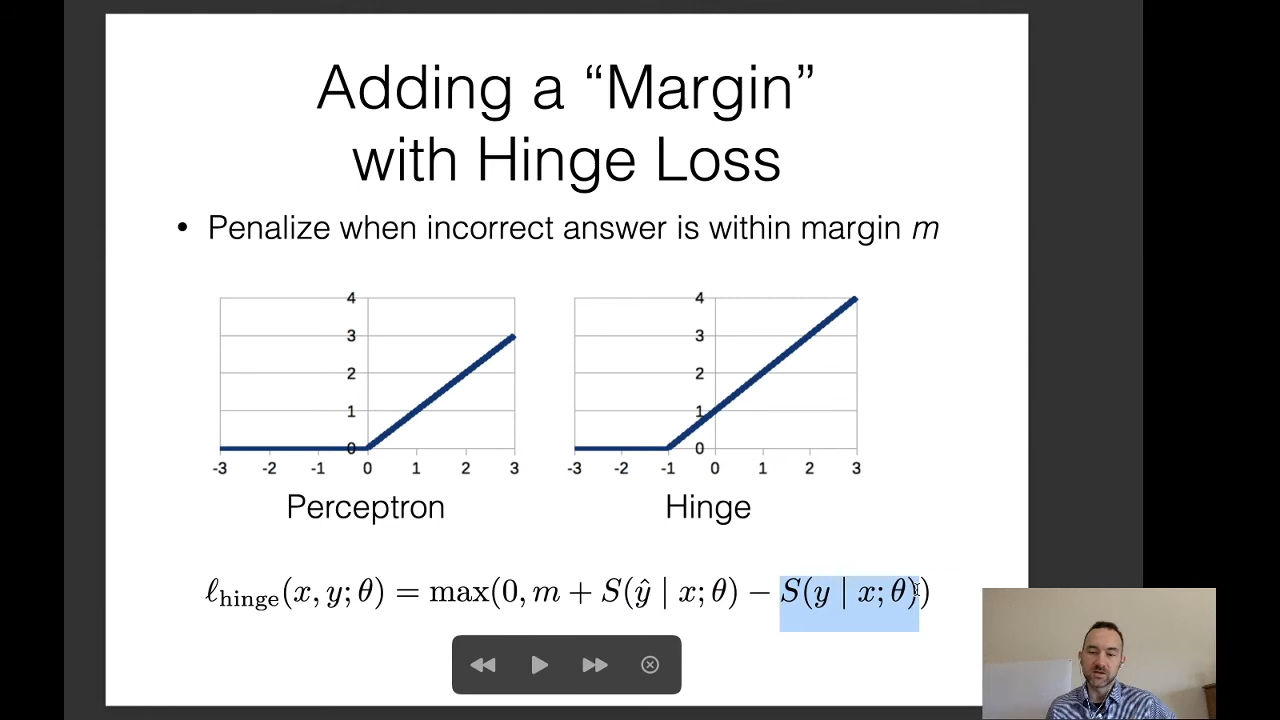 Adding a “Margin”
with Hinge Loss
• Penalize when incorrect answer is within margin m
4
3
2
1
0
-3 -2 -1 0 1 2 3
Perceptron
4
3
2
1
0
-3 -2 -1 0 1 2 3
Hinge
ℓhinge(x, y; θ) = max(0, m + S(ŷ | x; θ) − S(y | x; θ))